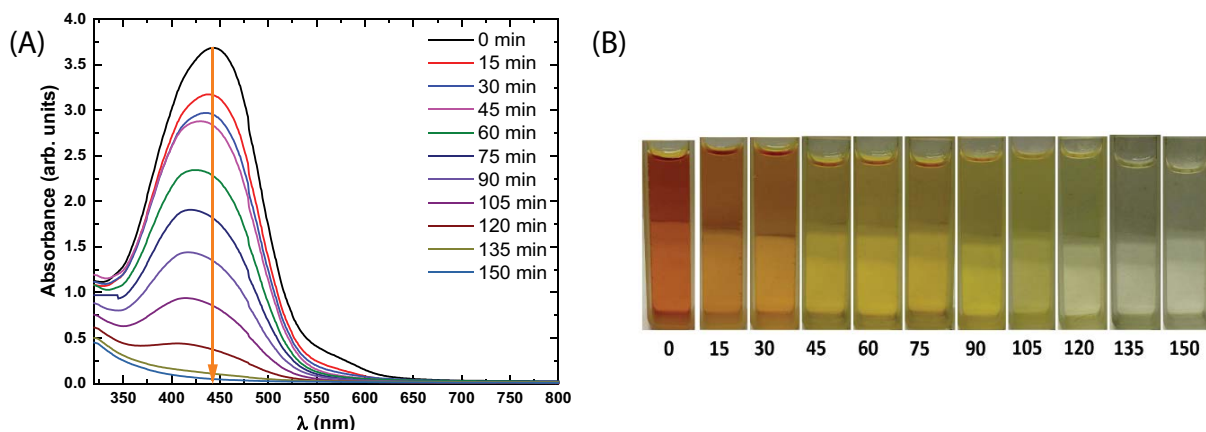 (A)
4.0
3.5
3.0
2.5
2.0
1.5
1.0
0.5
0.0
Absorbance (arb. units)
350 400 450 500 550 600 650 700 750 800
λ (nm)
0 min
15 min
30 min
45 min
60 min
75 min
90 min
105 min
120 min
135 min
150 min
(B)
0 15 30 45 60 75 90 105 120 135 150